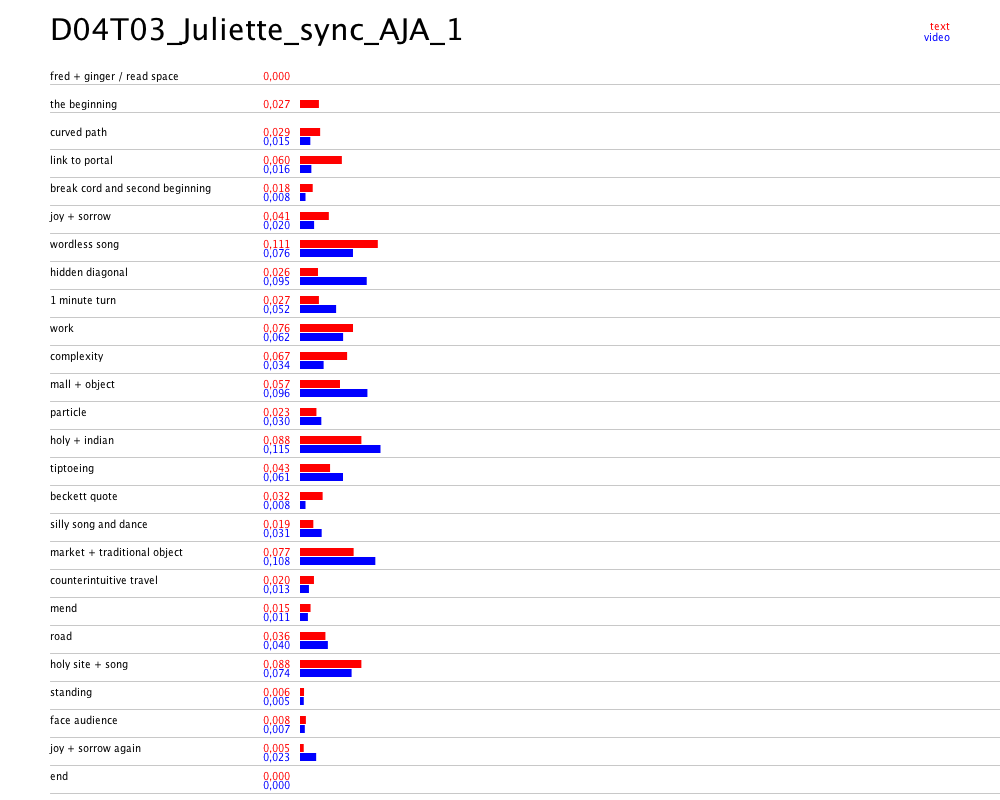 D04T03_Juliette_sync_AJA_1
text
video
fred + ginger / read space 0,000
the beginning 0,027
curved path 0,029
0,015
link to portal 0,060
0,016
break cord and second beginning 0,018
0,008
joy + sorrow 0,041
0,020
wordless song 0,111
0,076
hidden diagonal 0,026
0,095
1 minute turn 0,027
0,052
work 0,076
0,062
complexity 0,067
0,034
mall + object 0,057
0,096
particle 0,023
0,030
holy + indian 0,088
0,115
tiptoeing 0,043
0,061
beckett quote 0,032
0,008
silly song and dance 0,019
0,031
market + traditional object 0,077
0,108
counterintuitive travel 0,020
0,013
mend 0,015
0,011
road 0,036
0,040
holy site + song 0,088
0,074
standing 0,006
0,005
face audience 0,008
0,007
joy + sorrow again 0,005
0,023
end 0,000
0,000